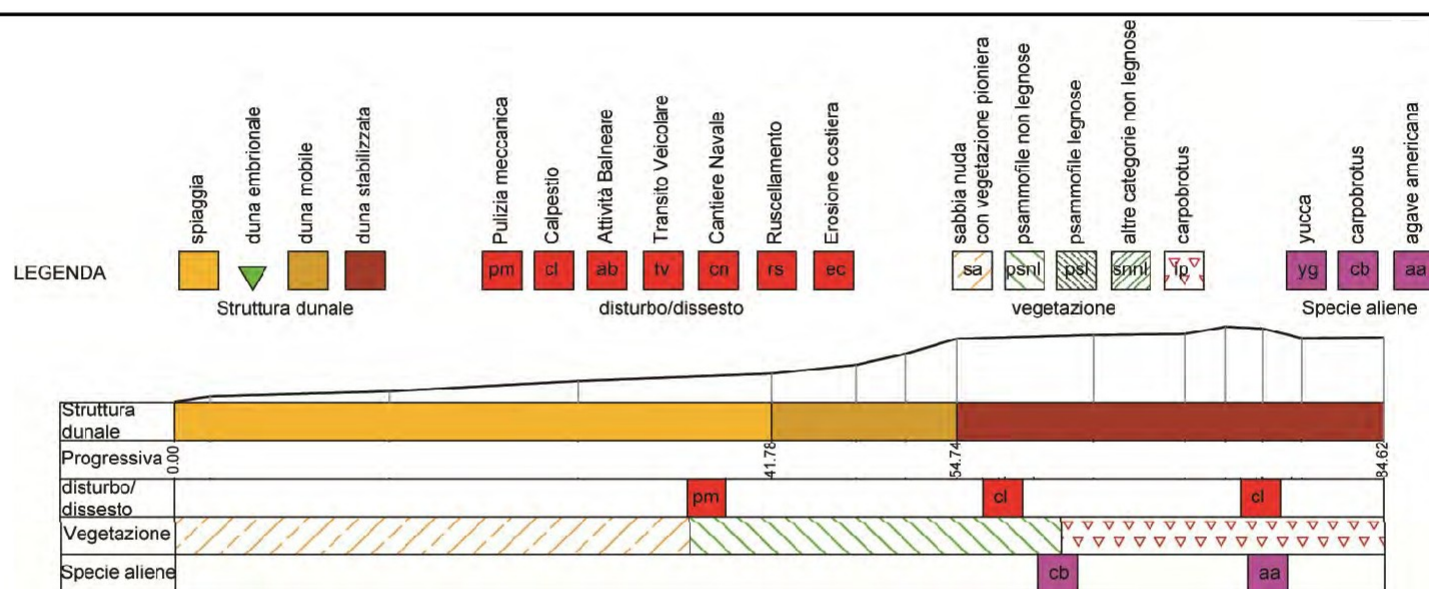 spiaggia
duna embrionale
duna mobile
duna stabilizzata
Pulizia meccanica
Calpestio
Attività Balneare
Transito Veicolare
Cantiere Navale
Ruscellamento
Erosione costiera
sabbia nuda
con vegetazione pioniera
psammofile non legnose
psammofile legnose
altre categorie non legnose
carpobrotus
yucca
carpobrotus
agave americana
LEGENDA
pm
cl
ab
tv
cn
rs
ec
sa
psnl
psl
snnl
lp
yg
cb
aa
Struttura dunale
disturbo/dissesto
vegetazione
Specie aliene
Struttura
dunale
Progressiva
0.00
41.78
54.74
84.62
disturbo/
dissesto
pm
cl
cl
Vegetazione
Specie aliene
cb
aa